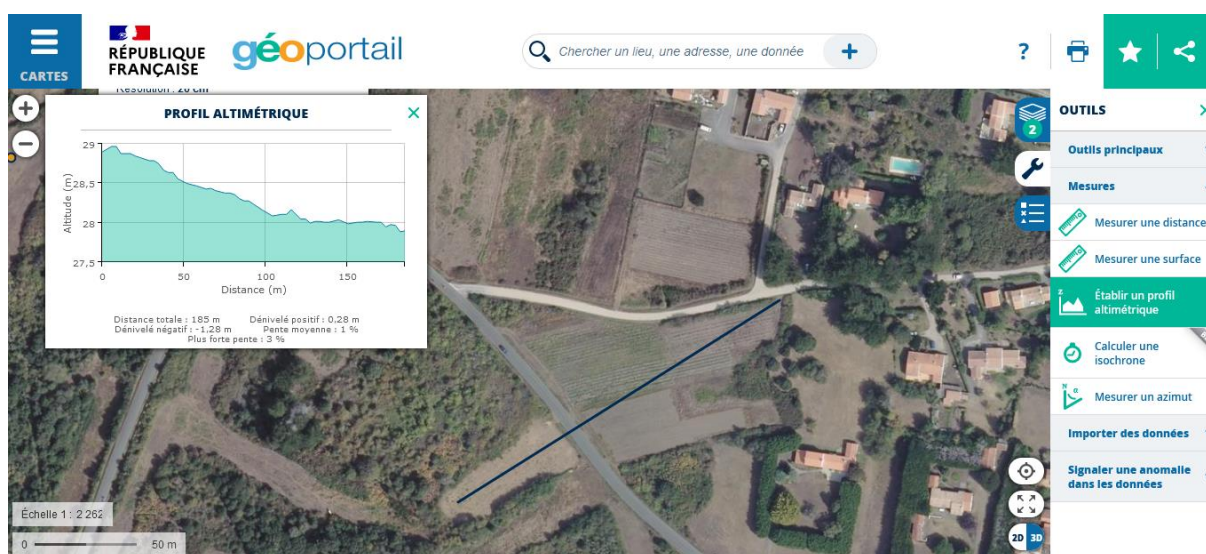 CARTES
RÉPUBLIQUE
FRANÇAISE
géoportail
Chercher un lieu, une adresse, une donnée
+
?
Résolution : 20 cm
+
−
PROFIL ALTIMÉTRIQUE
Altitude (m)
29
28,5
28
27,5
0 50 100 150
Distance (m)
Distance totale : 185 m Dénivelé positif : 0,28 m
Dénivelé négatif : -1,28 m Pente moyenne : 1 %
Plus forte pente : 3 %
2
OUTILS
Outils principaux
Mesures
Mesurer une distance
Mesurer une surface
Z
Établir un profil
altimétrique
Calculer une
isochrone
N α
Mesurer un azimut
Importer des données
Signaler une anomalie
dans les données
Échelle 1 : 2 262
0 50 m
2D 3D